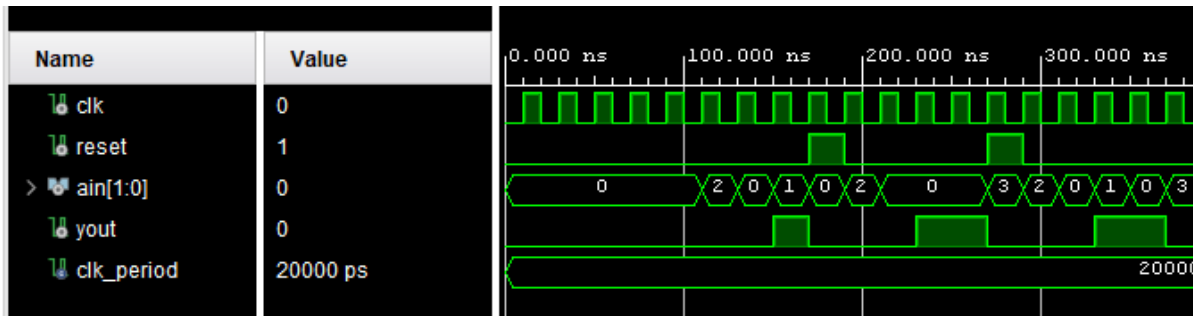 Name Value 0.000 ns 100.000 ns 200.000 ns 300.000 ns
clk 0
reset 1
ain[1:0] 0 0 2 0 1 0 2 0 3 2 0 1 0 3
yout 0
clk_period 20000 ps 20000